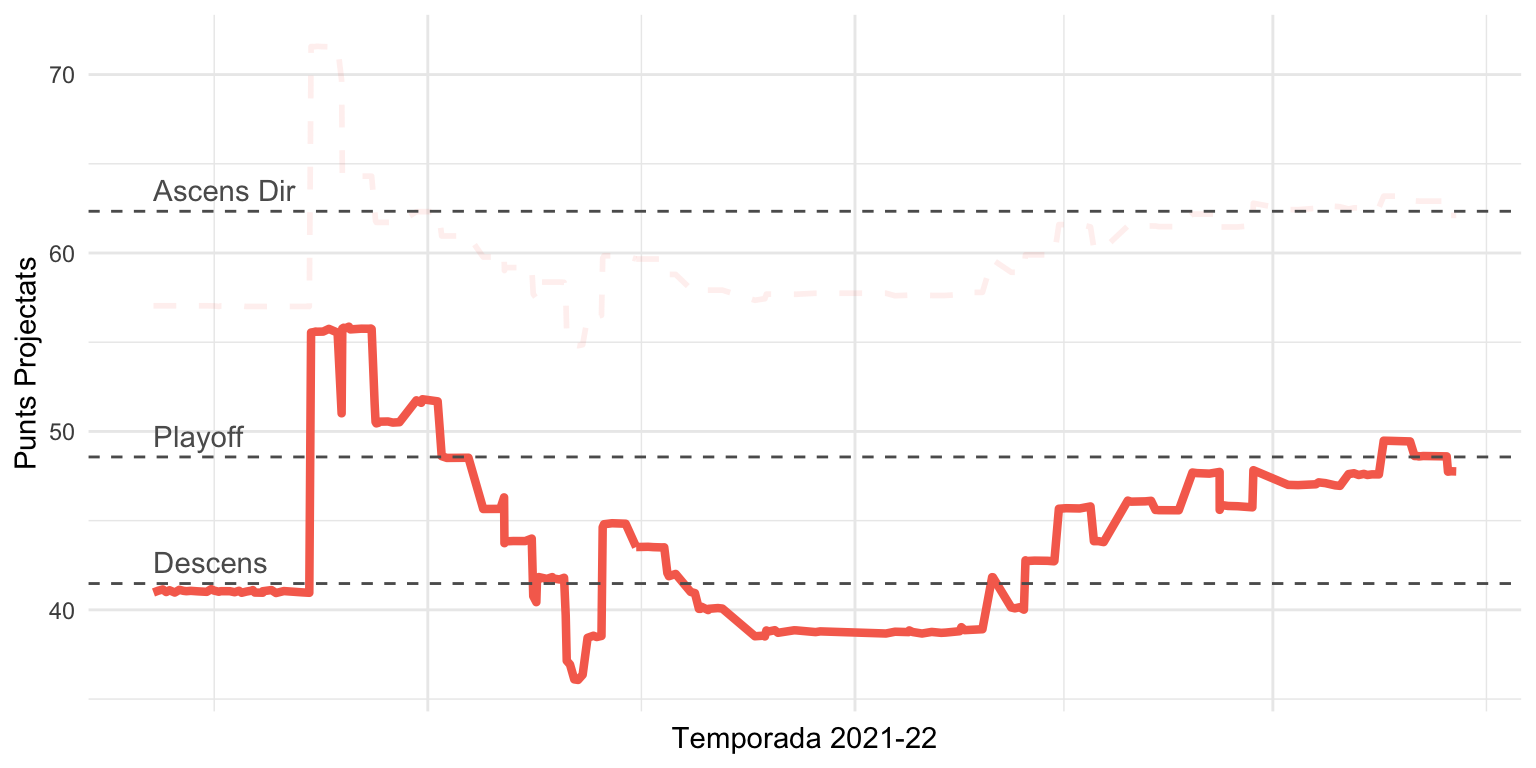 70
Ascens Dir
60
Punts Projectats
50
Playoff
Descens
40
Temporada 2021-22